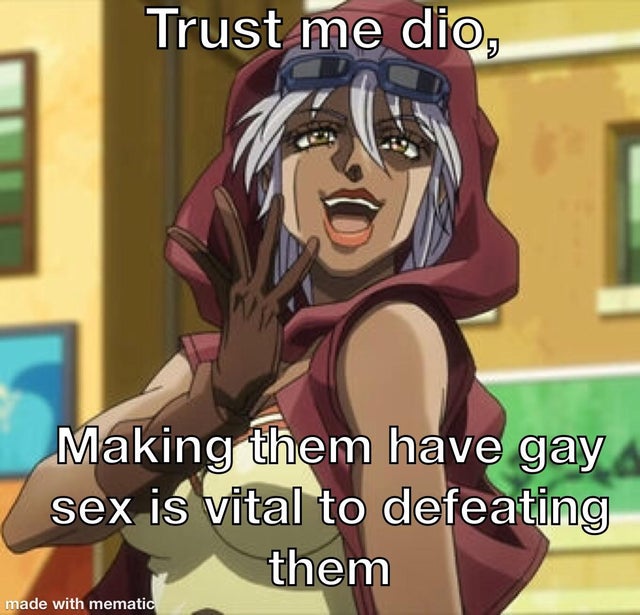 Trust me dio,
Making them have gay
sex is vital to defeating
them
made with mematic